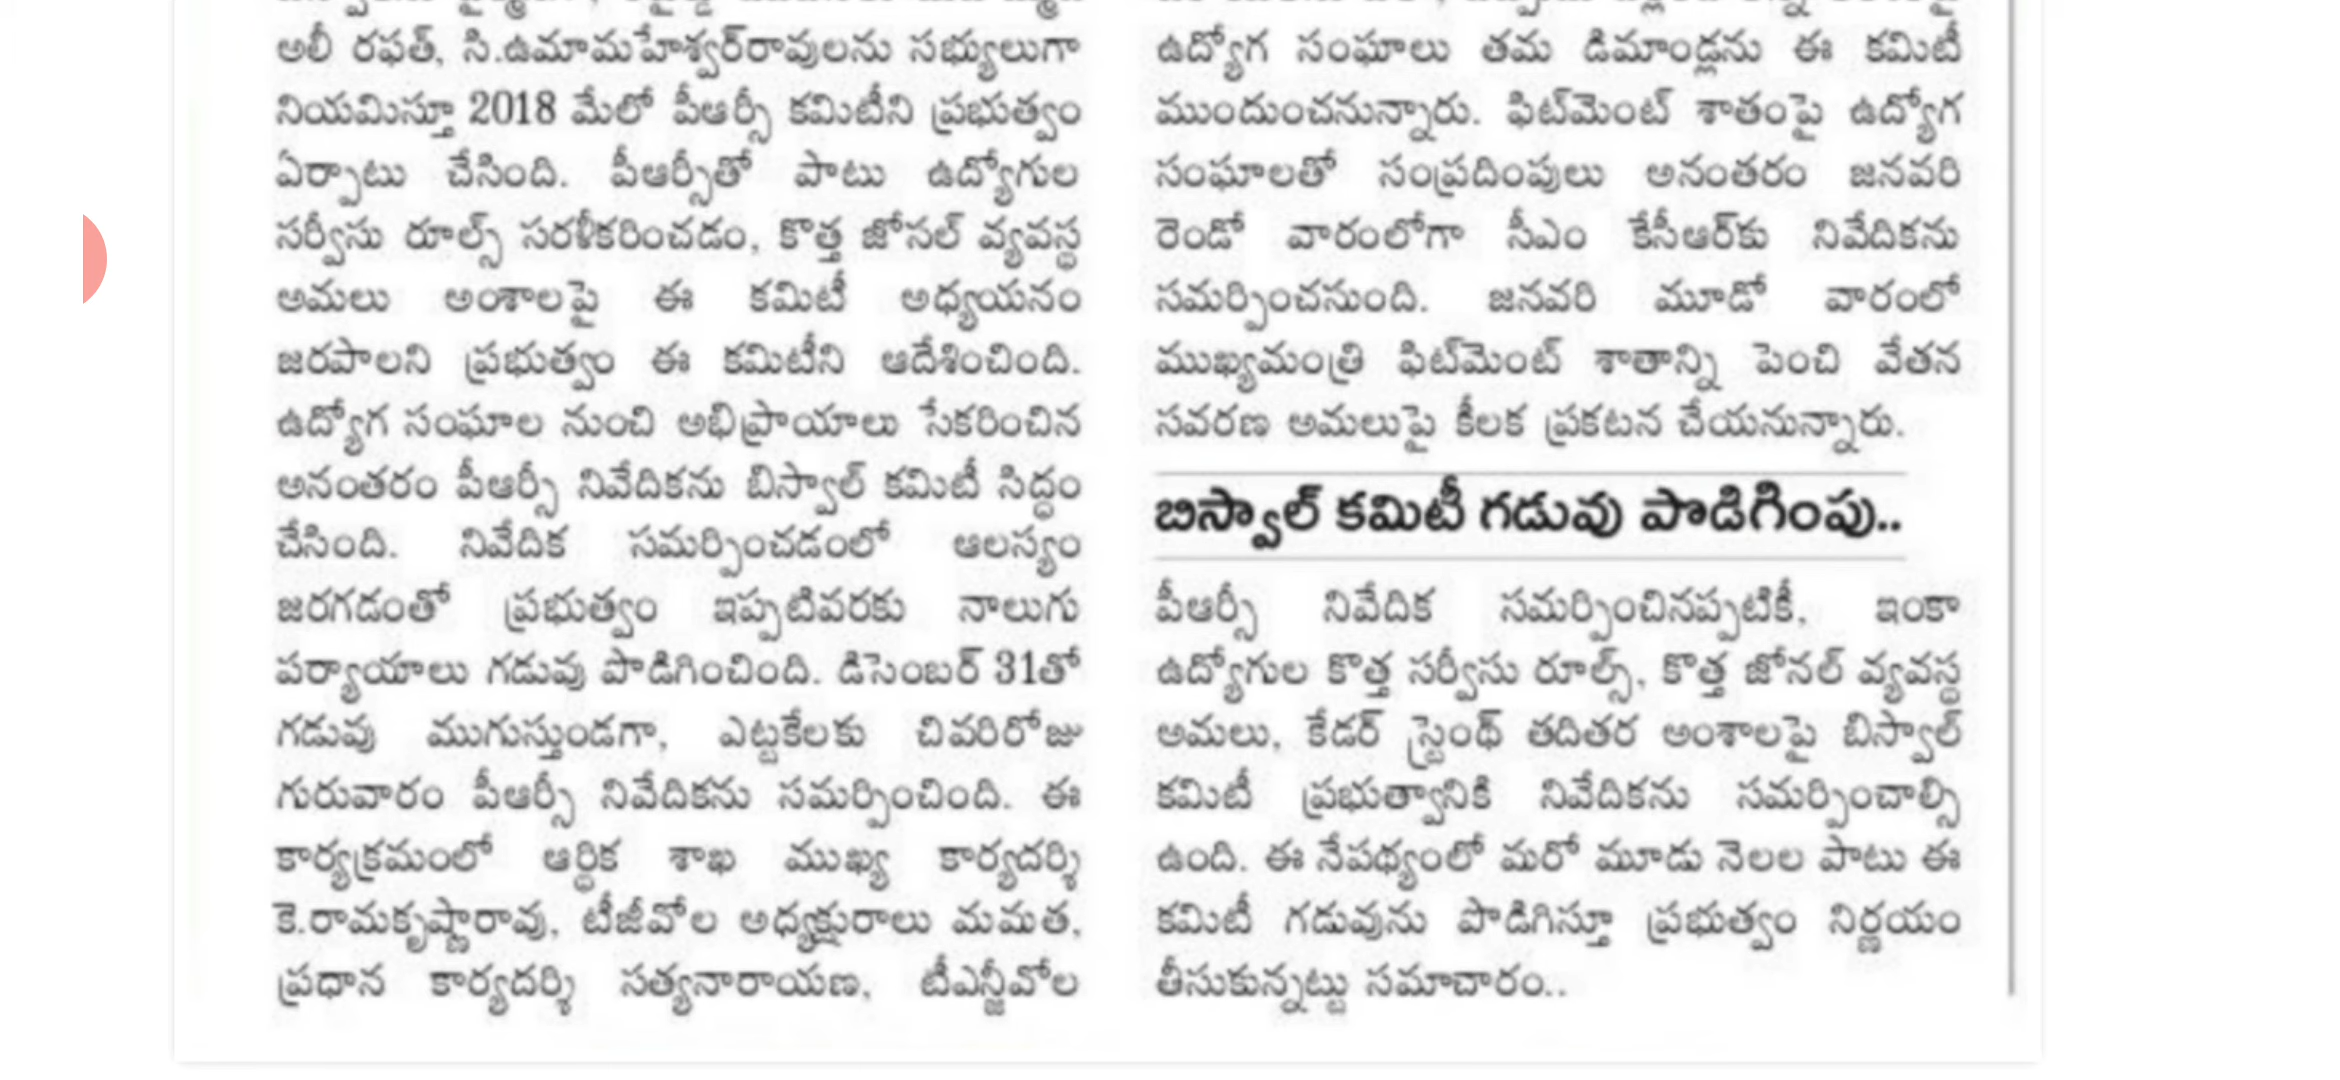 అలీ రఫత్, సి.ఉమామహేశ్వర్‌రావులను సభ్యులుగా
నియమిస్తూ 2018 మేలో పీఆర్సీ కమిటీని ప్రభుత్వం
ఏర్పాటు చేసింది. పీఆర్సీతో పాటు ఉద్యోగుల
సర్వీసు రూల్స్ సరళీకరించడం, కొత్త జోనల్ వ్యవస్థ
అమలు అంశాలపై ఈ కమిటీ అధ్యయనం
జరపాలని ప్రభుత్వం ఈ కమిటీని ఆదేశించింది.
ఉద్యోగ సంఘాల నుంచి అభిప్రాయాలు సేకరించిన
అనంతరం పీఆర్సీ నివేదికను బిస్వాల్ కమిటీ సిద్ధం
చేసింది. నివేదిక సమర్పించడంలో ఆలస్యం
జరగడంతో ప్రభుత్వం ఇప్పటివరకు నాలుగు
పర్యాయాలు గడువు పొడిగించింది. డిసెంబర్ 31తో
గడువు ముగుస్తుండగా, ఎట్టకేలకు చివరిరోజు
గురువారం పీఆర్సీ నివేదికను సమర్పించింది. ఈ
కార్యక్రమంలో ఆర్థిక శాఖ ముఖ్య కార్యదర్శి
కె.రామకృష్ణారావు, టీజీవోల అధ్యక్షురాలు మమత,
ప్రధాన కార్యదర్శి సత్యనారాయణ, టీఎన్జీవోల
ఉద్యోగ సంఘాలు తమ డిమాండ్లను ఈ కమిటీ
ముందుంచనున్నారు. ఫిట్‌మెంట్ శాతంపై ఉద్యోగ
సంఘాలతో సంప్రదింపులు అనంతరం జనవరి
రెండో వారంలోగా సీఎం కేసీఆర్‌కు నివేదికను
సమర్పించనుంది. జనవరి మూడో వారంలో
ముఖ్యమంత్రి ఫిట్‌మెంట్ శాతాన్ని పెంచి వేతన
సవరణ అమలుపై కీలక ప్రకటన చేయనున్నారు.
బిస్వాల్ కమిటీ గడువు పొడిగింపు..
పీఆర్సీ నివేదిక సమర్పించినప్పటికీ, ఇంకా
ఉద్యోగుల కొత్త సర్వీసు రూల్స్, కొత్త జోనల్ వ్యవస్థ
అమలు, కేడర్ స్ట్రెంథ్ తదితర అంశాలపై బిస్వాల్
కమిటీ ప్రభుత్వానికి నివేదికను సమర్పించాల్సి
ఉంది. ఈ నేపథ్యంలో మరో మూడు నెలల పాటు ఈ
కమిటీ గడువును పొడిగిస్తూ ప్రభుత్వం నిర్ణయం
తీసుకున్నట్టు సమాచారం..